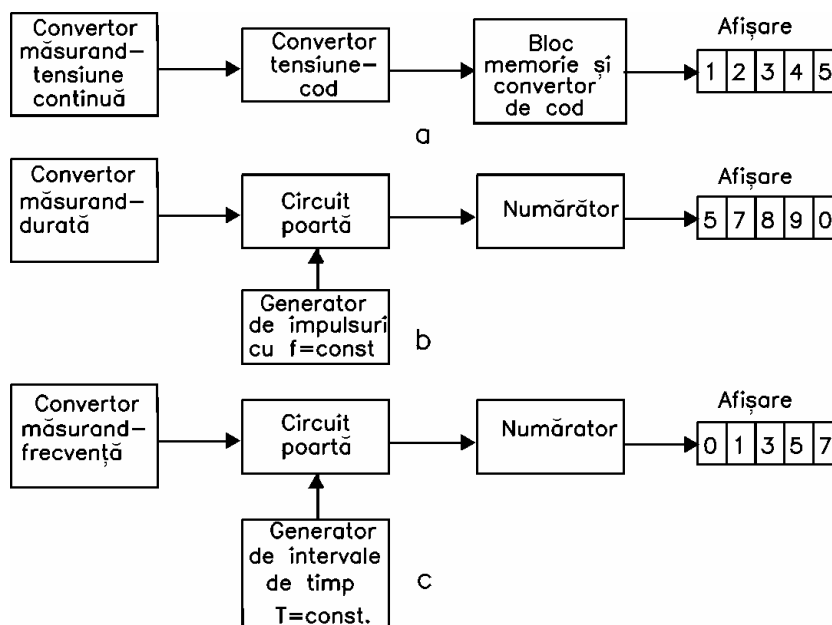 Convertor
măsurand–
tensiune
continuă
Convertor
tensiune–
cod
Bloc
memorie și
convertor
de cod
Afișare
1 2 3 4 5
a
Convertor
măsurand–
durată
Circuit
poartă
Numărător
Afișare
5 7 8 9 0
Generator
de impulsuri
cu f=const
b
Convertor
măsurand–
frecvență
Circuit
poartă
Numărator
Afișare
0 1 3 5 7
Generator
de intervale
de timp
T=const.
c